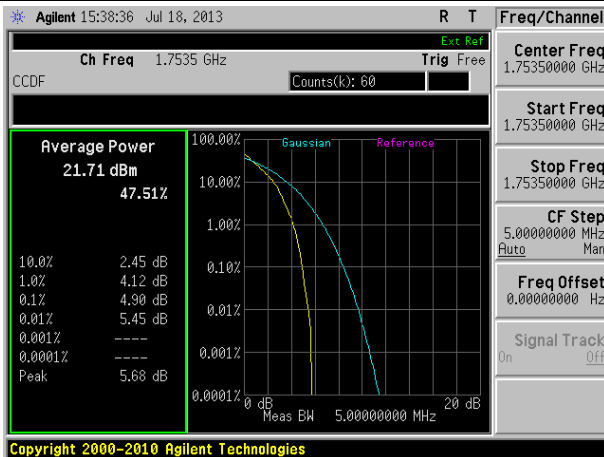 Agilent 15:38:36 Jul 18, 2013 R T
Ext Ref
Ch Freq 1.7535 GHz Trig Free
CCDF Counts(k): 60
Average Power
21.71 dBm
47.51%
10.0% 2.45 dB
1.0% 4.12 dB
0.1% 4.90 dB
0.01% 5.45 dB
0.001% ----
0.0001% ----
Peak 5.68 dB
100.00% Gaussian Reference
10.00%
1.00%
0.10%
0.01%
0.001%
0.0001%
0 dB 20 dB
Meas BW 5.00000000 MHz
Freq/Channel
Center Freq
1.75350000 GHz
Start Freq
1.75350000 GHz
Stop Freq
1.75350000 GHz
CF Step
5.00000000 MHz
Auto Man
Freq Offset
0.00000000 Hz
Signal Track
On Off
Copyright 2000-2010 Agilent Technologies